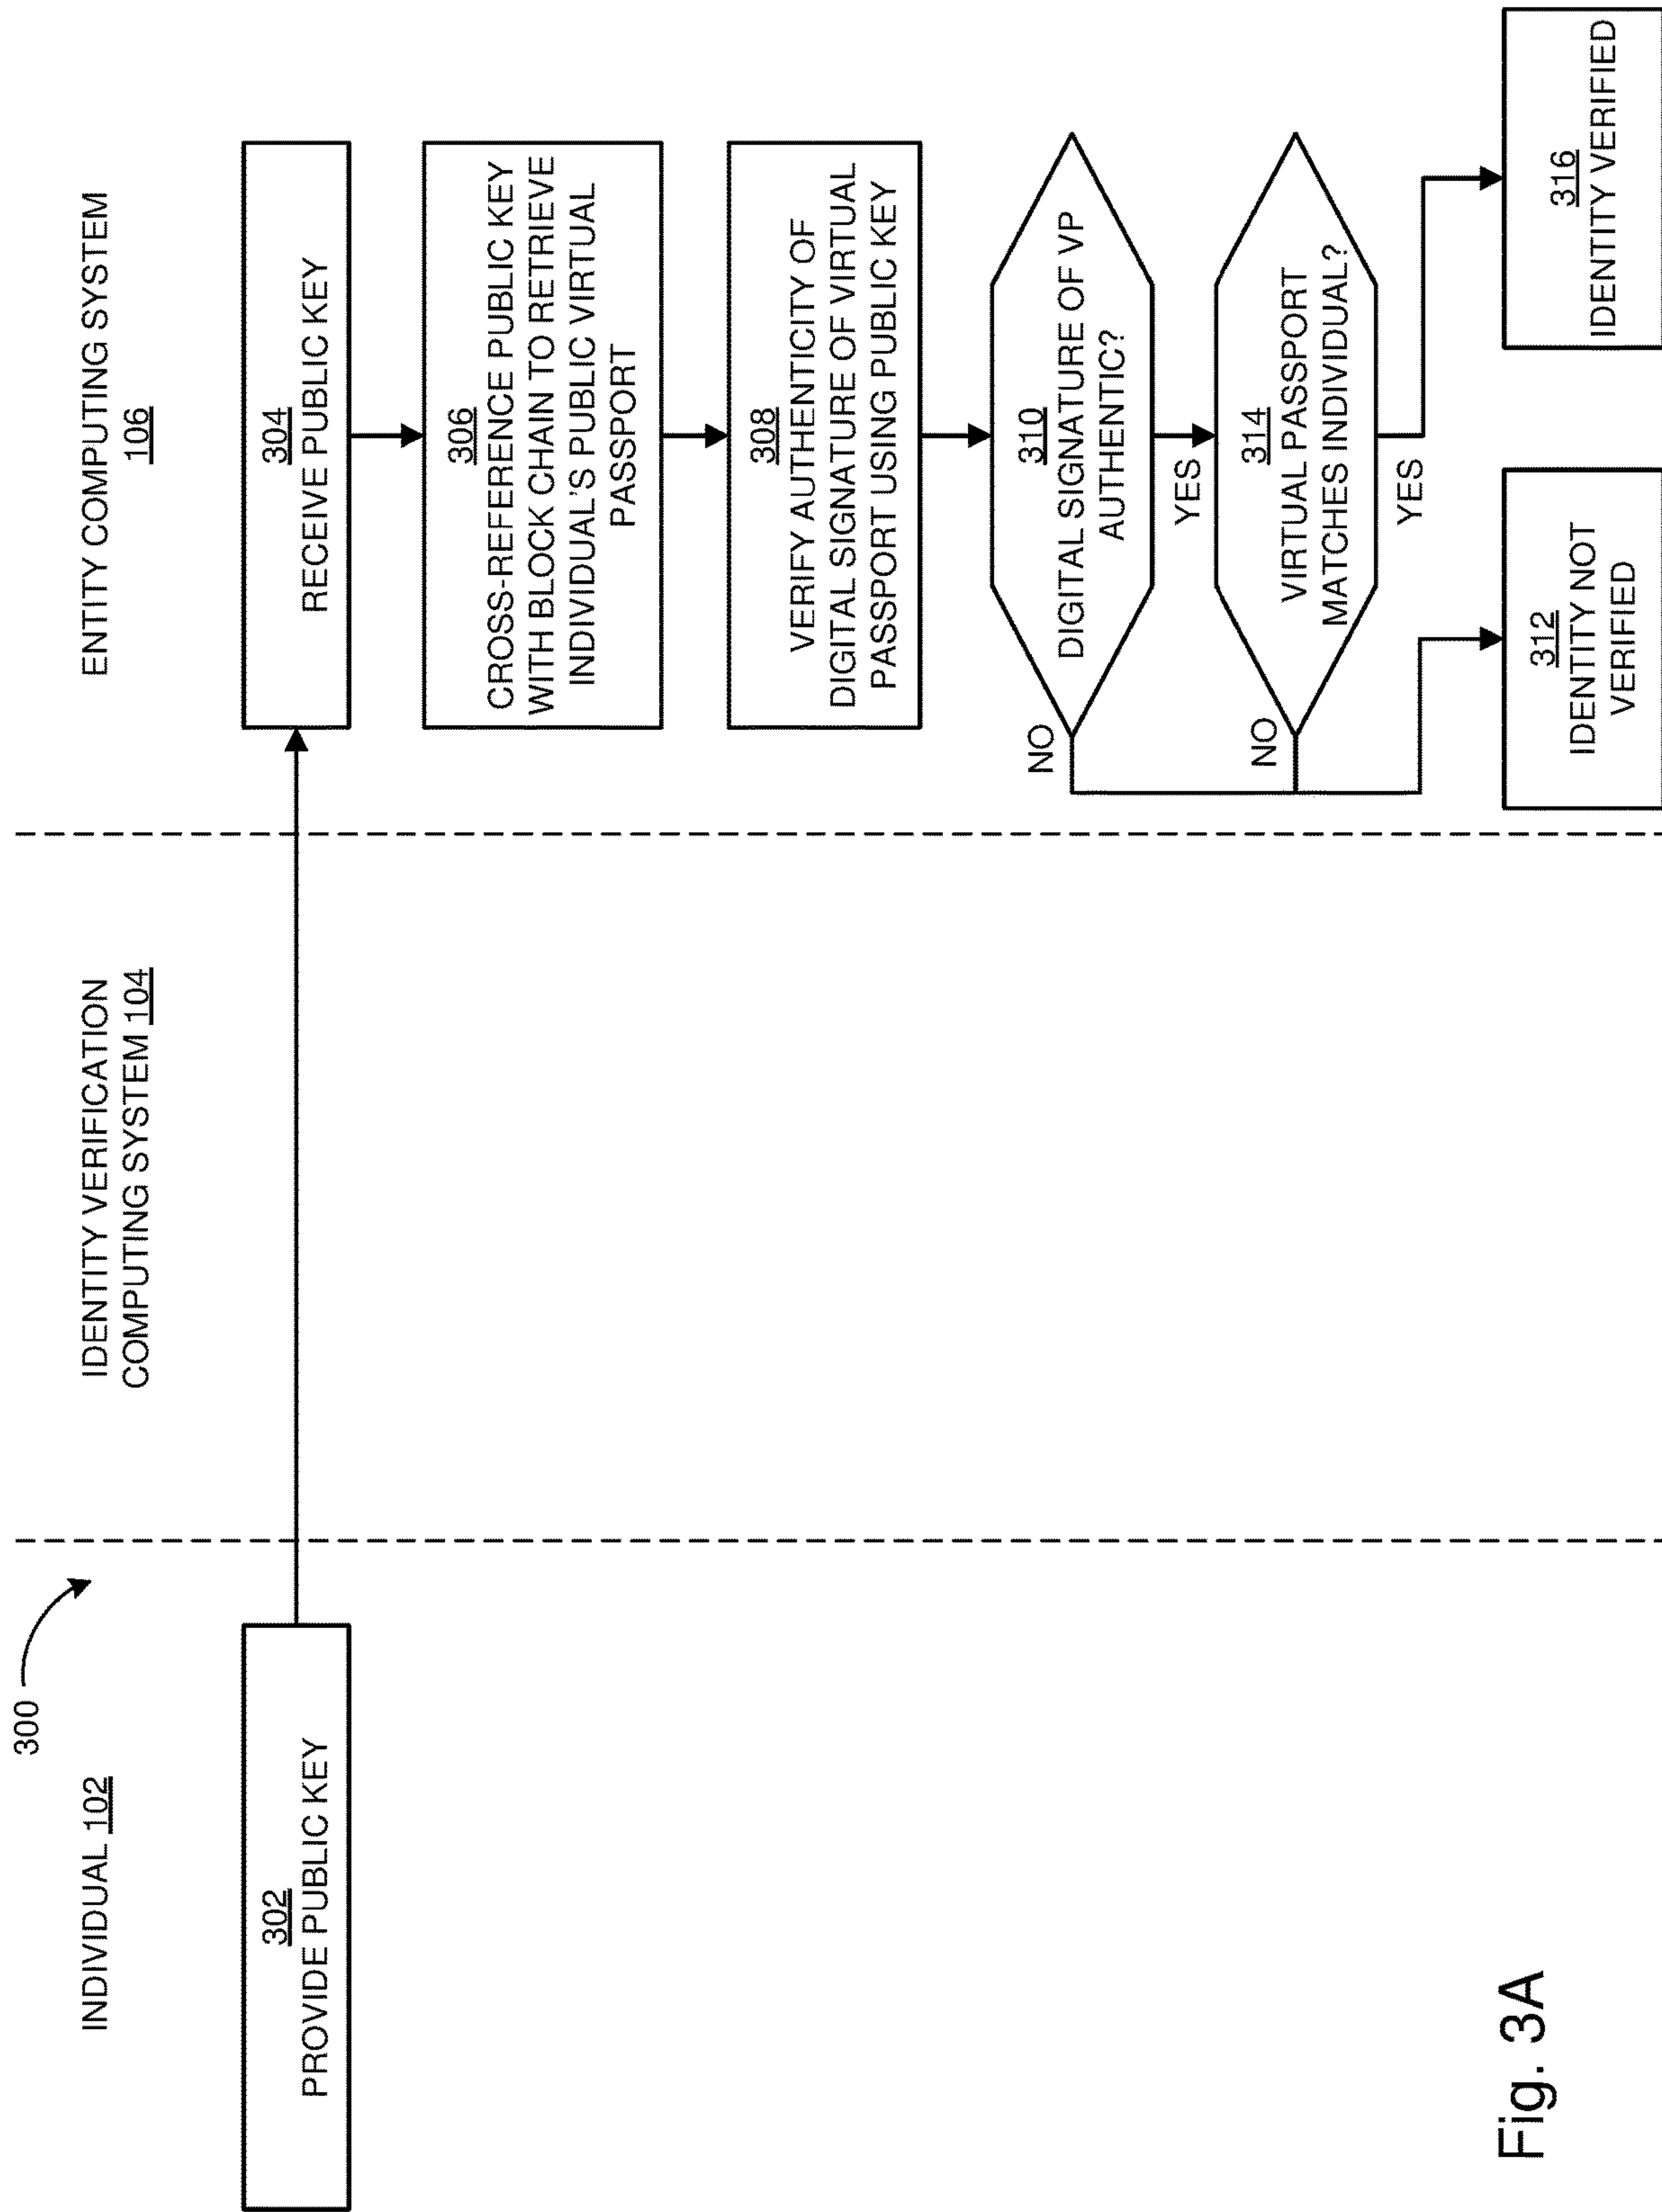 300
INDIVIDUAL 102
IDENTITY VERIFICATION
COMPUTING SYSTEM 104
ENTITY COMPUTING SYSTEM
106
302
PROVIDE PUBLIC KEY
304
RECEIVE PUBLIC KEY
306
CROSS-REFERENCE PUBLIC KEY
WITH BLOCK CHAIN TO RETRIEVE
INDIVIDUAL'S PUBLIC VIRTUAL
PASSPORT
308
VERIFY AUTHENTICITY OF
DIGITAL SIGNATURE OF VIRTUAL
PASSPORT USING PUBLIC KEY
310
DIGITAL SIGNATURE OF VP
AUTHENTIC?
NO
YES
314
VIRTUAL PASSPORT
MATCHES INDIVIDUAL?
NO
YES
312
IDENTITY NOT
VERIFIED
316
IDENTITY VERIFIED
Fig. 3A